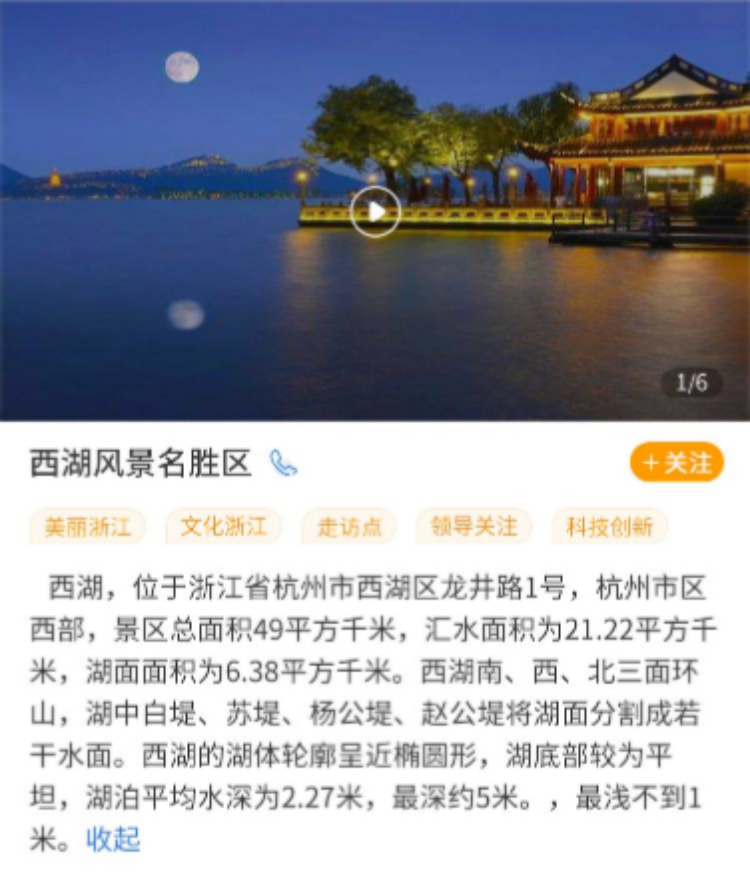 1/6
西湖风景名胜区
+关注
美丽浙江 文化浙江 走访点 领导关注 科技创新
西湖，位于浙江省杭州市西湖区龙井路1号，杭州市区
西部，景区总面积49平方千米，汇水面积为21.22平方千
米，湖面面积为6.38平方千米。西湖南、西、北三面环
山，湖中白堤、苏堤、杨公堤、赵公堤将湖面分割成若
干水面。西湖的湖体轮廓呈近椭圆形，湖底部较为平
坦，湖泊平均水深为2.27米，最深约5米。，最浅不到1
米。收起